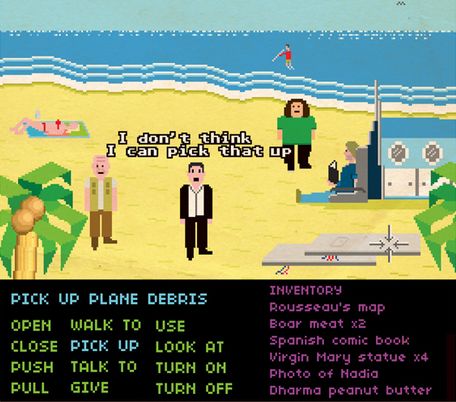 I don't think
I can pick that up
PICK UP PLANE DEBRIS
OPEN WALK TO USE
CLOSE PICK UP LOOK AT
PUSH TALK TO TURN ON
PULL GIVE TURN OFF
INVENTORY
Rousseau's map
Boar meat x2
Spanish comic book
Virgin Mary statue x4
Photo of Nadia
Dharma peanut butter